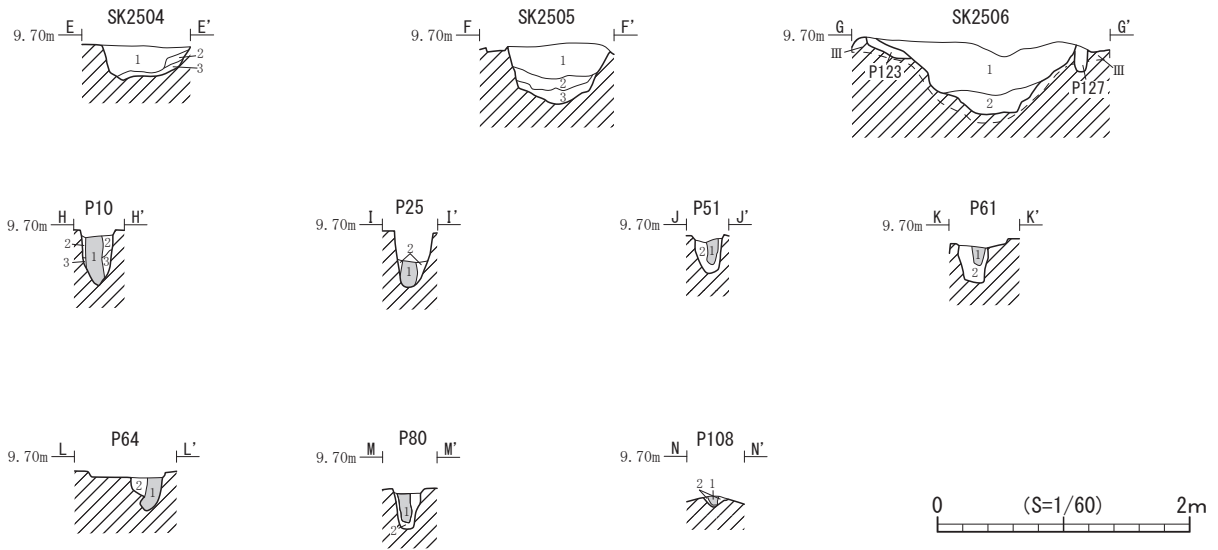 SK2504
E E'
9.70m
1
2
3
SK2505
F F'
9.70m
1
2
3
SK2506
G G'
9.70m
Ⅲ Ⅲ
P123
P127
1
2
P10
H H'
9.70m
2 2
1
3 3
P25
I I'
9.70m
2
1
P51
J J'
9.70m
2 1
P61
K K'
9.70m
1
2
P64
L L'
9.70m
2 1
P80
M M'
9.70m
1
2
P108
N N'
9.70m
2 1
0 (S=1/60) 2m